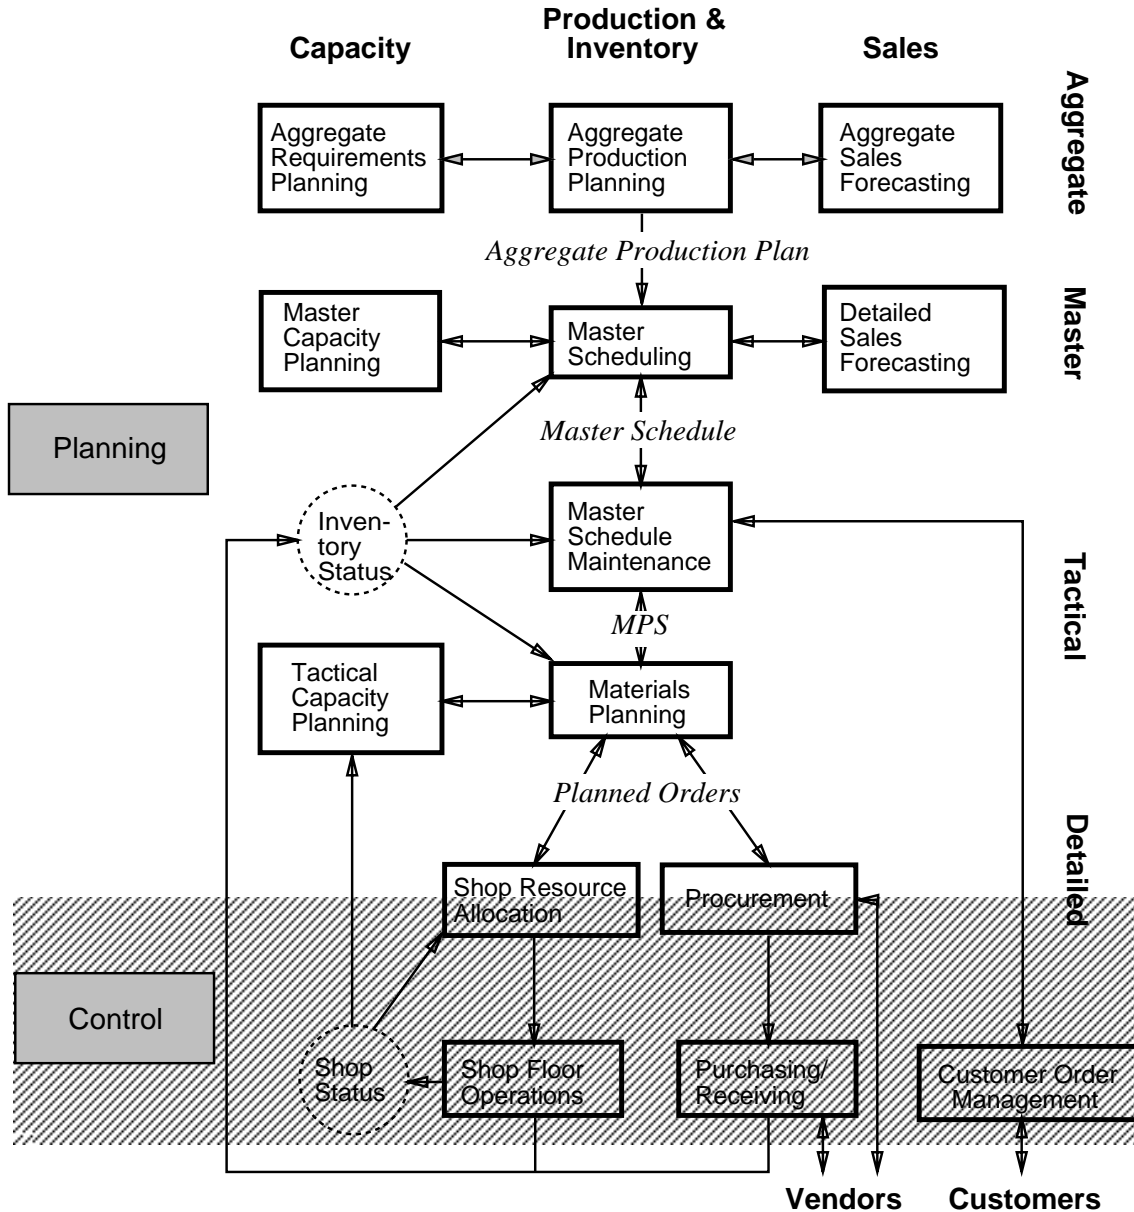 Production &
Capacity
Inventory
Sales
Aggregate
Aggregate
Requirements
Planning
Aggregate
Production
Planning
Aggregate
Sales
Forecasting
Aggregate Production Plan
Master
Master
Capacity
Planning
Master
Scheduling
Detailed
Sales
Forecasting
Planning
Master Schedule
Inven-
tory
Status
Master
Schedule
Maintenance
Tactical
MPS
Tactical
Capacity
Planning
Materials
Planning
Planned Orders
Detailed
Shop Resource
Allocation
Procurement
Control
Shop
Status
Shop Floor
Operations
Purchasing/
Receiving
Customer Order
Management
Vendors
Customers